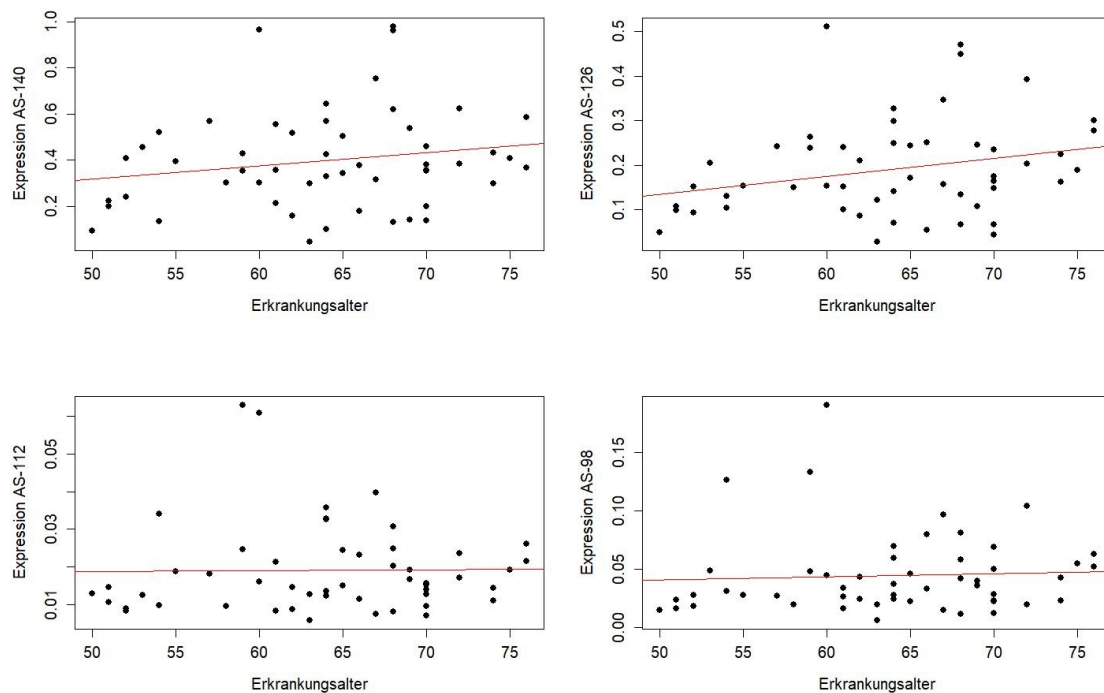 Expression AS-140
1.0
0.8
0.6
0.4
0.2
50 55 60 65 70 75
Erkrankungsalter
Expression AS-126
0.5
0.4
0.3
0.2
0.1
50 55 60 65 70 75
Erkrankungsalter
Expression AS-112
0.05
0.03
0.01
50 55 60 65 70 75
Erkrankungsalter
Expression AS-98
0.15
0.10
0.05
0.00
50 55 60 65 70 75
Erkrankungsalter